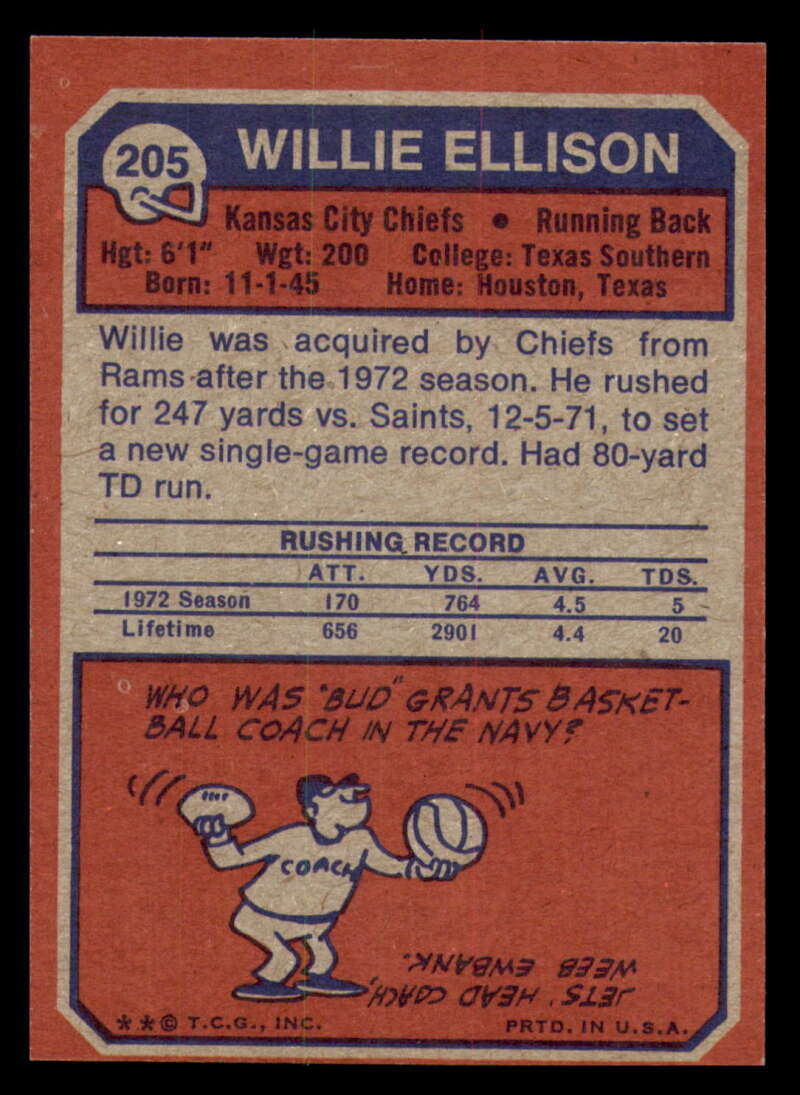 205
WILLIE ELLISON
Kansas City Chiefs • Running Back
Hgt: 6'1" Wgt: 200 College: Texas Southern
Born: 11-1-45 Home: Houston, Texas
Willie was acquired by Chiefs from
Rams after the 1972 season. He rushed
for 247 yards vs. Saints, 12-5-71, to set
a new single-game record. Had 80-yard
TD run.
RUSHING RECORD
ATT. YDS. AVG. TDS.
1972 Season 170 764 4.5 5
Lifetime 656 2901 4.4 20
WHO WAS "BUD" GRANTS BASKET-
BALL COACH IN THE NAVY?
COACH
JETS' HEAD COACH,
WEEB EWBANK.
**© T.C.G., INC. PRTD. IN U.S.A.